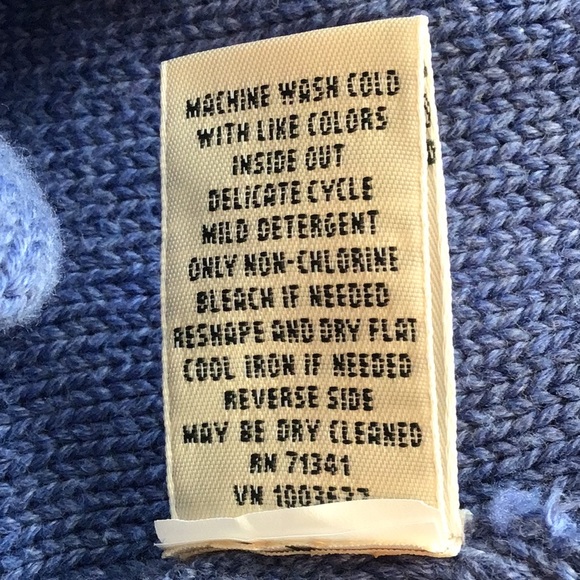 MACHINE WASH COLD
WITH LIKE COLORS
INSIDE OUT
DELICATE CYCLE
MILD DETERGENT
ONLY NON-CHLORINE
BLEACH IF NEEDED
RESHAPE AND DRY FLAT
COOL IRON IF NEEDED
REVERSE SIDE
MAY BE DRY CLEANED
RN 71341
VN